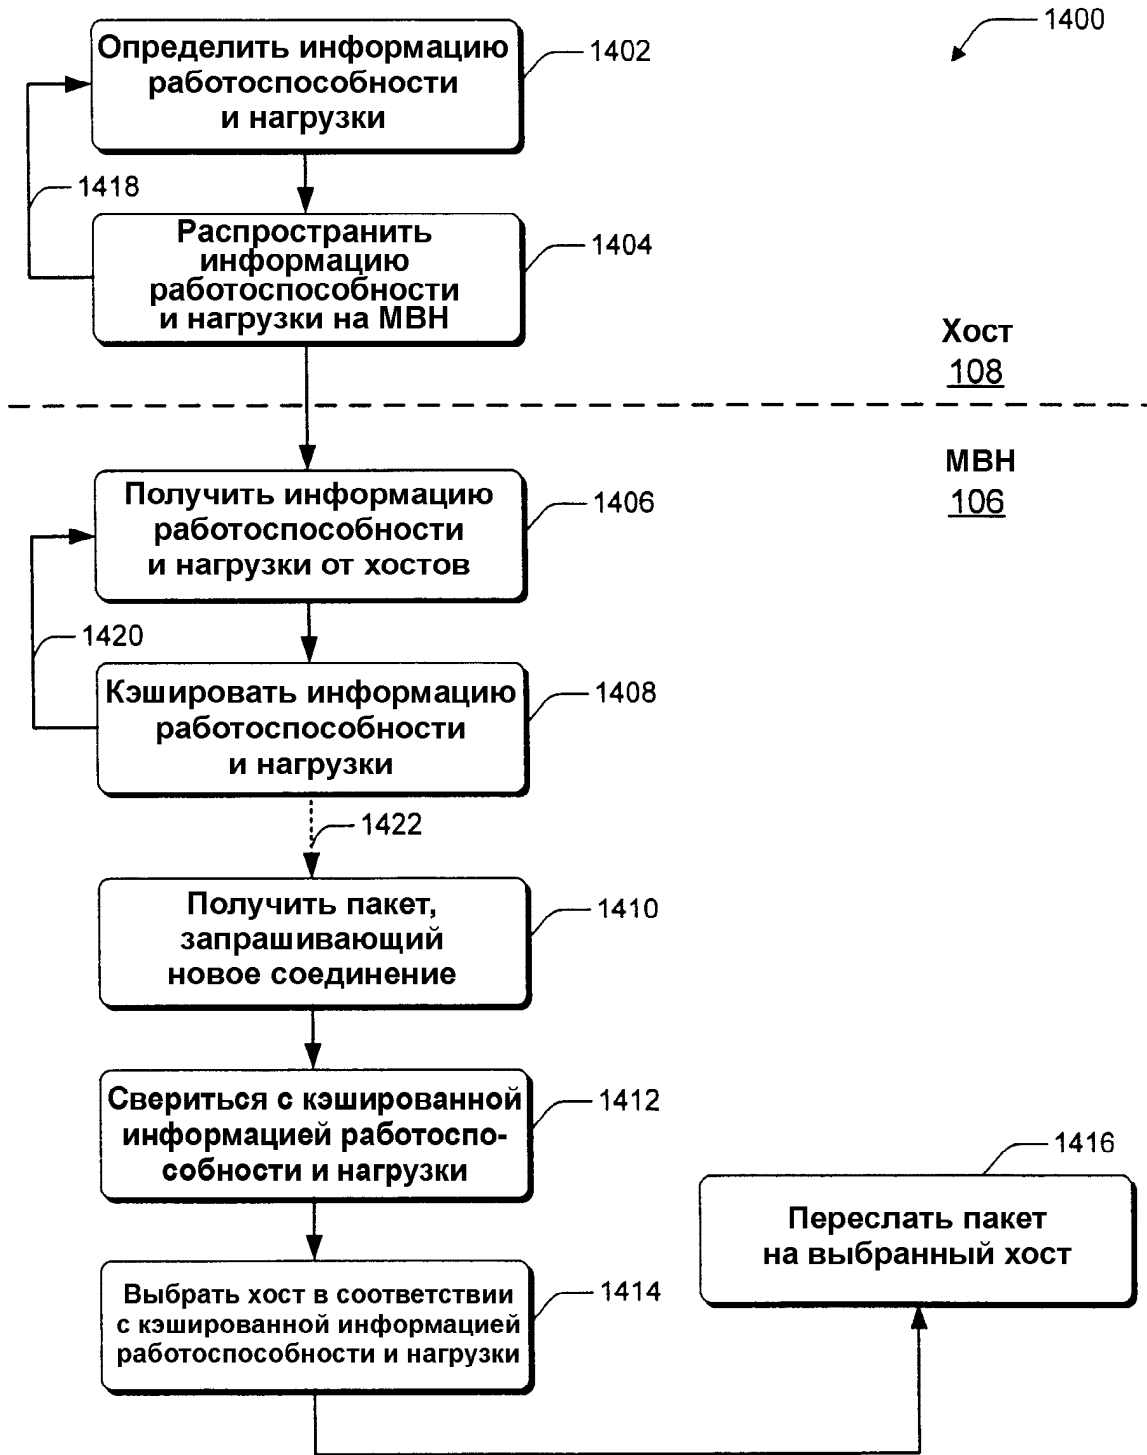 1400
Определить информацию
работоспособности
и нагрузки
1402
1418
Распространить
информацию
работоспособности
и нагрузки на МВН
1404
Хост
108
МВН
106
Получить информацию
работоспособности
и нагрузки от хостов
1406
1420
Кэшировать информацию
работоспособности
и нагрузки
1408
1422
Получить пакет,
запрашивающий
новое соединение
1410
Свериться с кэшированной
информацией работоспо-
собности и нагрузки
1412
Выбрать хост в соответствии
с кэшированной информацией
работоспособности и нагрузки
1414
1416
Переслать пакет
на выбранный хост